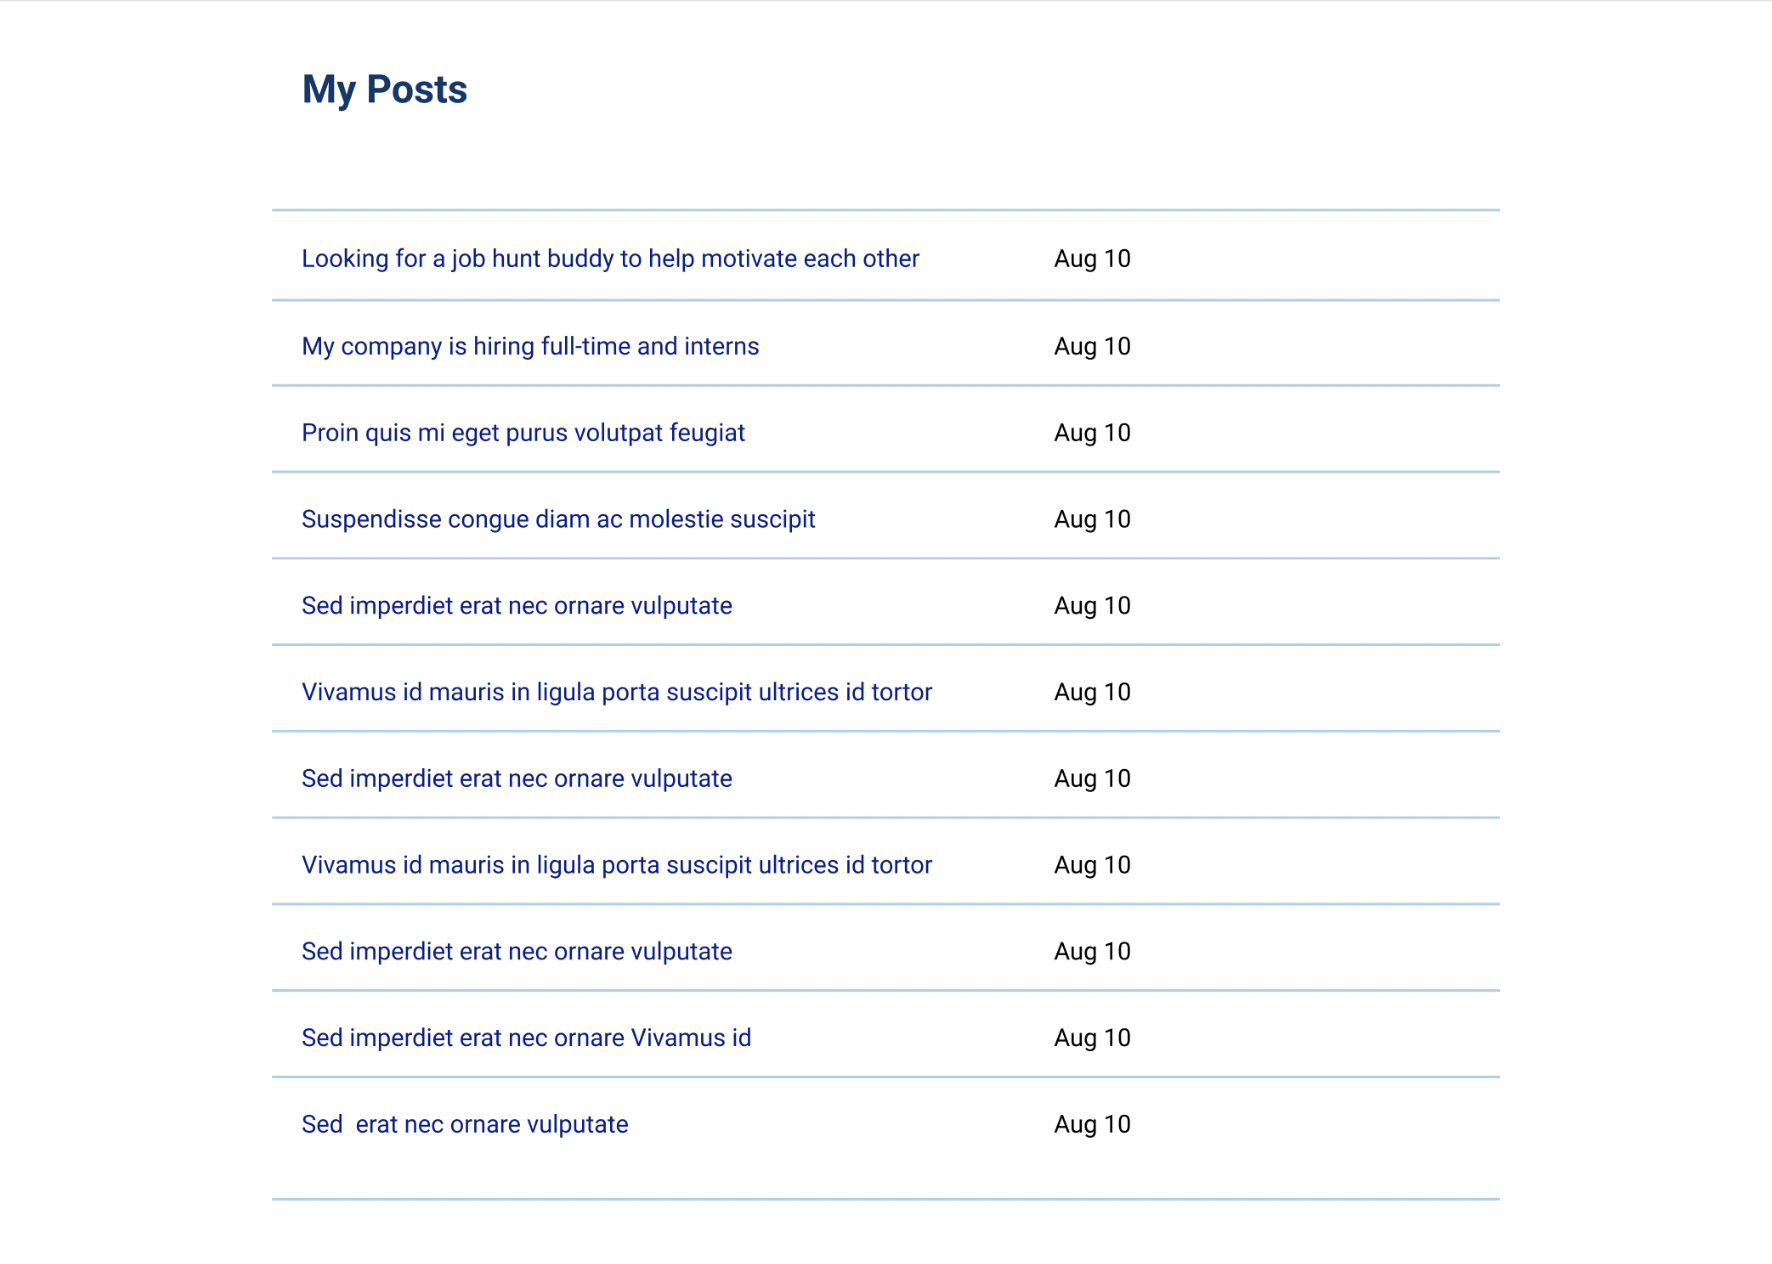 My Posts
Looking for a job hunt buddy to help motivate each other Aug 10
My company is hiring full-time and interns Aug 10
Proin quis mi eget purus volutpat feugiat Aug 10
Suspendisse congue diam ac molestie suscipit Aug 10
Sed imperdiet erat nec ornare vulputate Aug 10
Vivamus id mauris in ligula porta suscipit ultrices id tortor Aug 10
Sed imperdiet erat nec ornare vulputate Aug 10
Vivamus id mauris in ligula porta suscipit ultrices id tortor Aug 10
Sed imperdiet erat nec ornare vulputate Aug 10
Sed imperdiet erat nec ornare Vivamus id Aug 10
Sed  erat nec ornare vulputate Aug 10